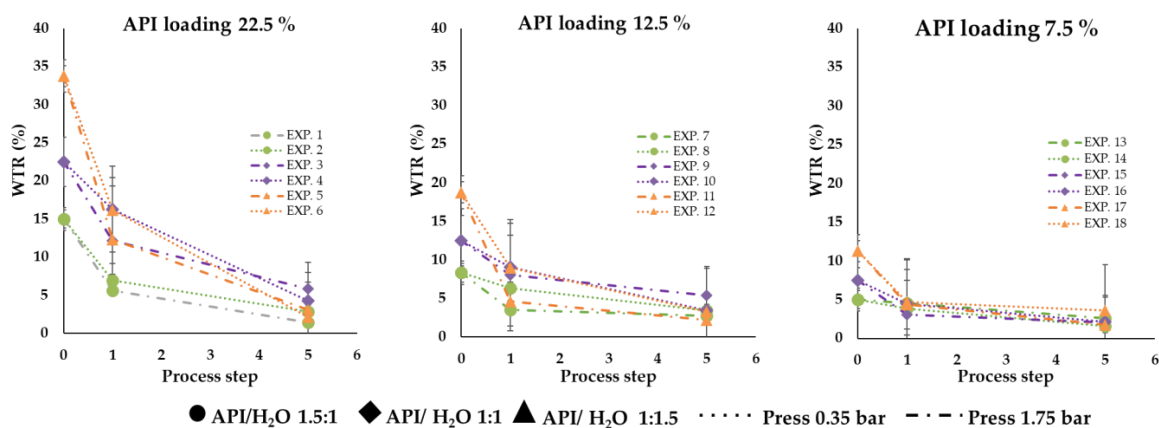 API loading 22.5 %
40
35
30
25
20
15
10
5
0
WTR (%)
EXP. 1
EXP. 2
EXP. 3
EXP. 4
EXP. 5
EXP. 6
0 1 2 3 4 5 6
Process step
API loading 12.5 %
40
35
30
25
20
15
10
5
0
WTR (%)
EXP. 7
EXP. 8
EXP. 9
EXP. 10
EXP. 11
EXP. 12
0 1 2 3 4 5 6
Process step
API loading 7.5 %
40
35
30
25
20
15
10
5
0
WTR (%)
EXP. 13
EXP. 14
EXP. 15
EXP. 16
EXP. 17
EXP. 18
0 1 2 3 4 5 6
Process step
API/H₂O 1.5:1 API/ H₂O 1:1 API/ H₂O 1:1.5 Press 0.35 bar Press 1.75 bar